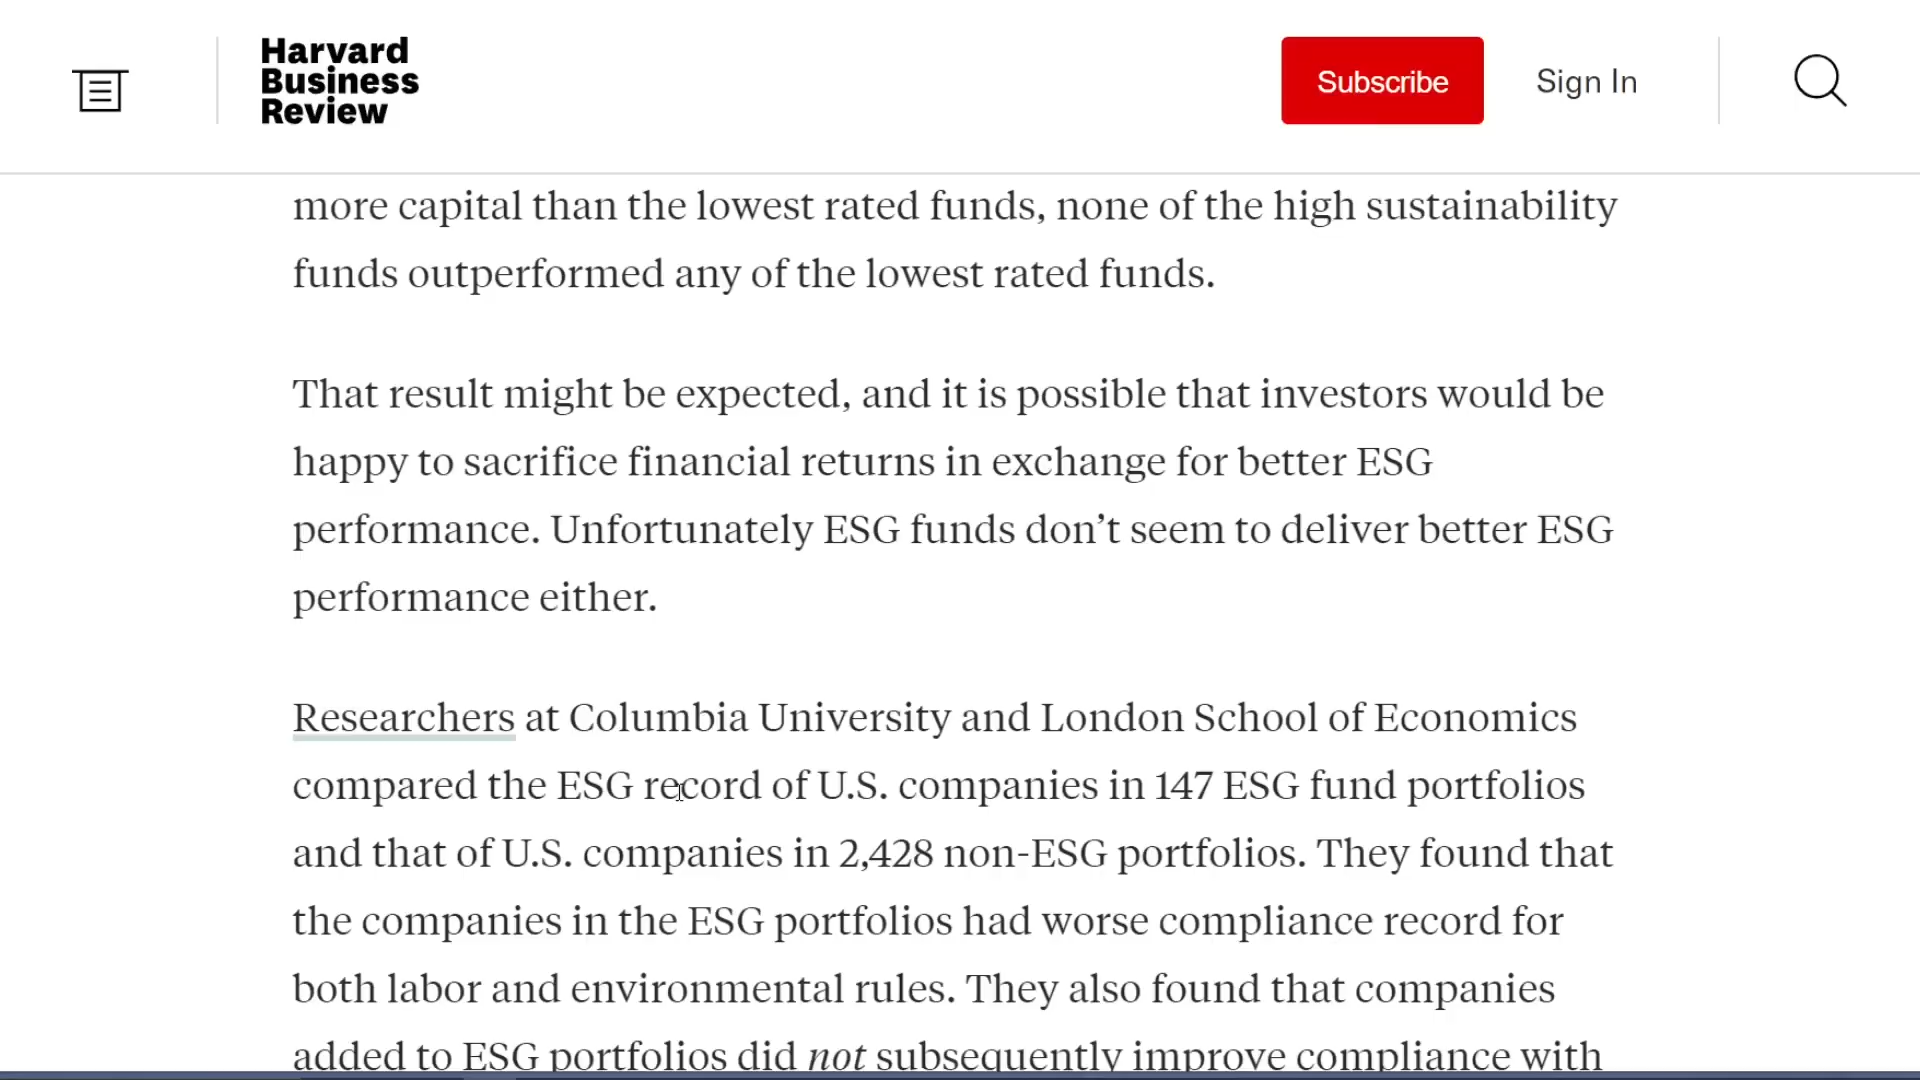 Harvard
Business
Review
Subscribe
Sign In
more capital than the lowest rated funds, none of the high sustainability
funds outperformed any of the lowest rated funds.
That result might be expected, and it is possible that investors would be
happy to sacrifice financial returns in exchange for better ESG
performance. Unfortunately ESG funds don’t seem to deliver better ESG
performance either.
Researchers at Columbia University and London School of Economics
compared the ESG record of U.S. companies in 147 ESG fund portfolios
and that of U.S. companies in 2,428 non-ESG portfolios. They found that
the companies in the ESG portfolios had worse compliance record for
both labor and environmental rules. They also found that companies
added to ESG portfolios did not subsequently improve compliance with